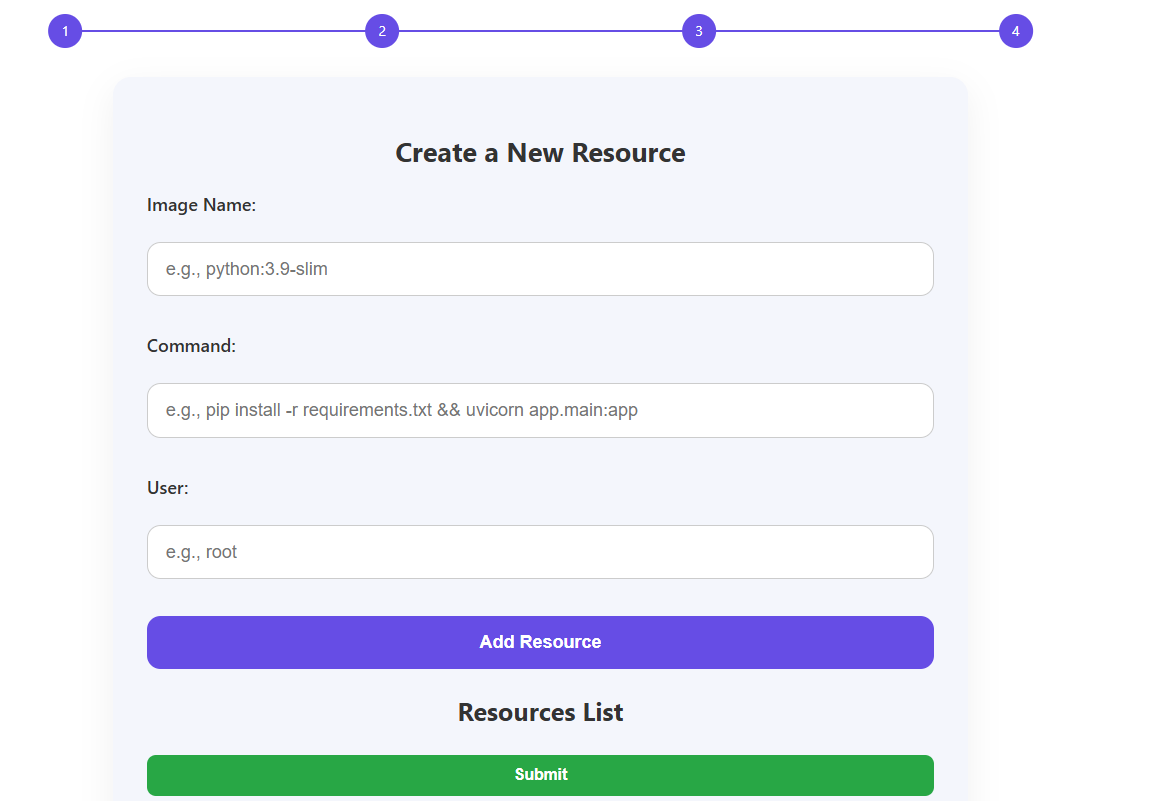 1 2 3 4
Create a New Resource
Image Name:
e.g., python:3.9-slim
Command:
e.g., pip install -r requirements.txt && uvicorn app.main:app
User:
e.g., root
Add Resource
Resources List
Submit